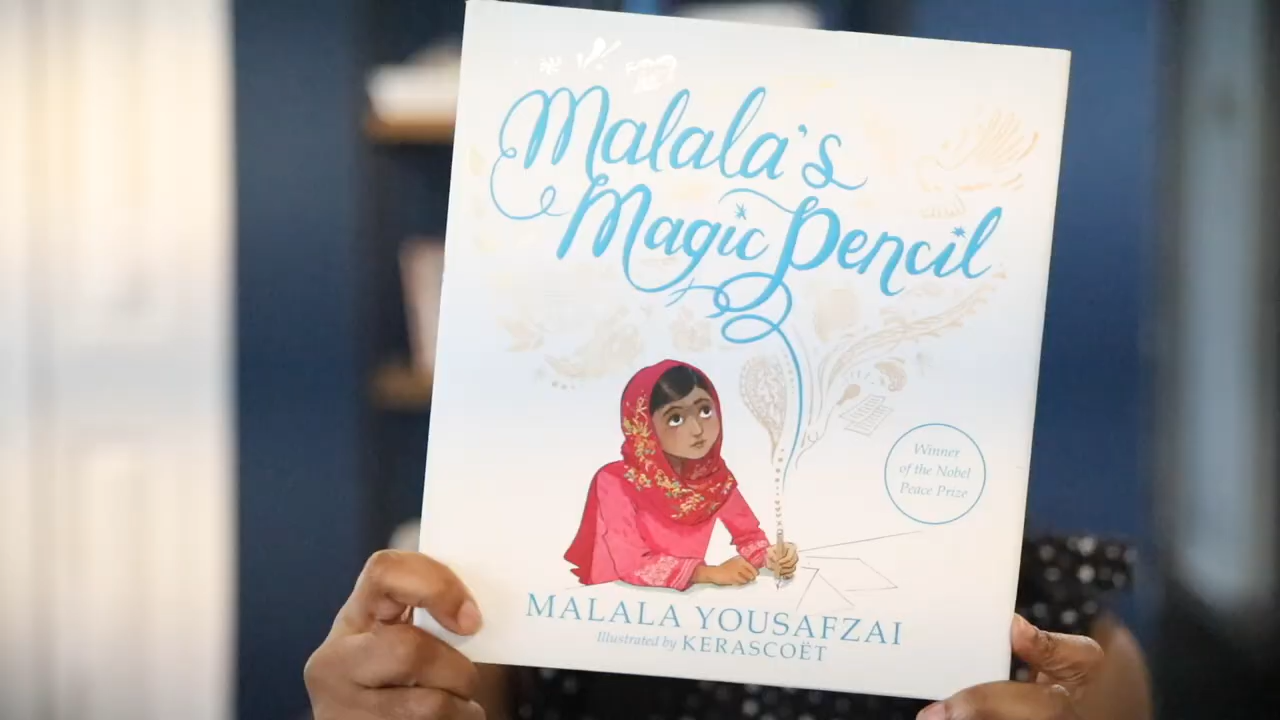 Malala's
Magic Pencil
Winner
of the Nobel
Peace Prize
MALALA YOUSAFZAI
Illustrated by KERASCOËT